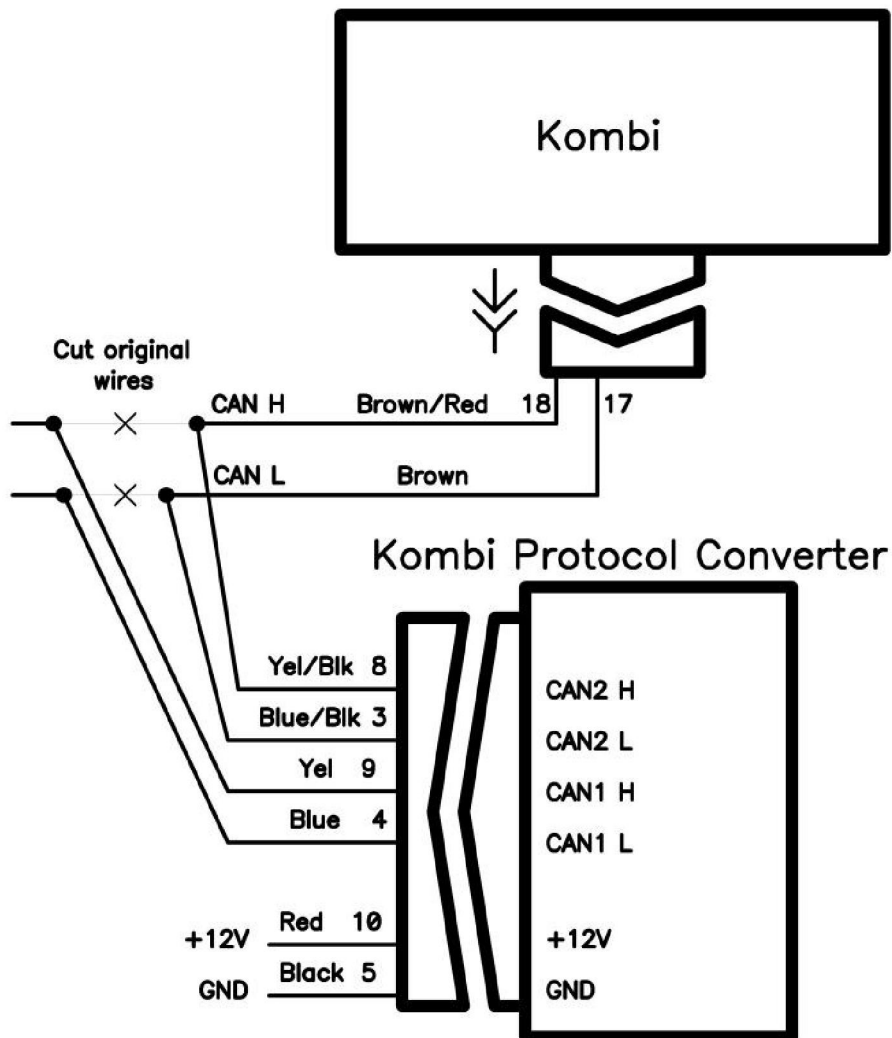 Kombi
Cut original
wires
CAN H Brown/Red 18 17
CAN L Brown
Kombi Protocol Converter
Yel/Blk 8 CAN2 H
Blue/Blk 3 CAN2 L
Yel 9 CAN1 H
Blue 4 CAN1 L
+12V Red 10 +12V
GND Black 5 GND